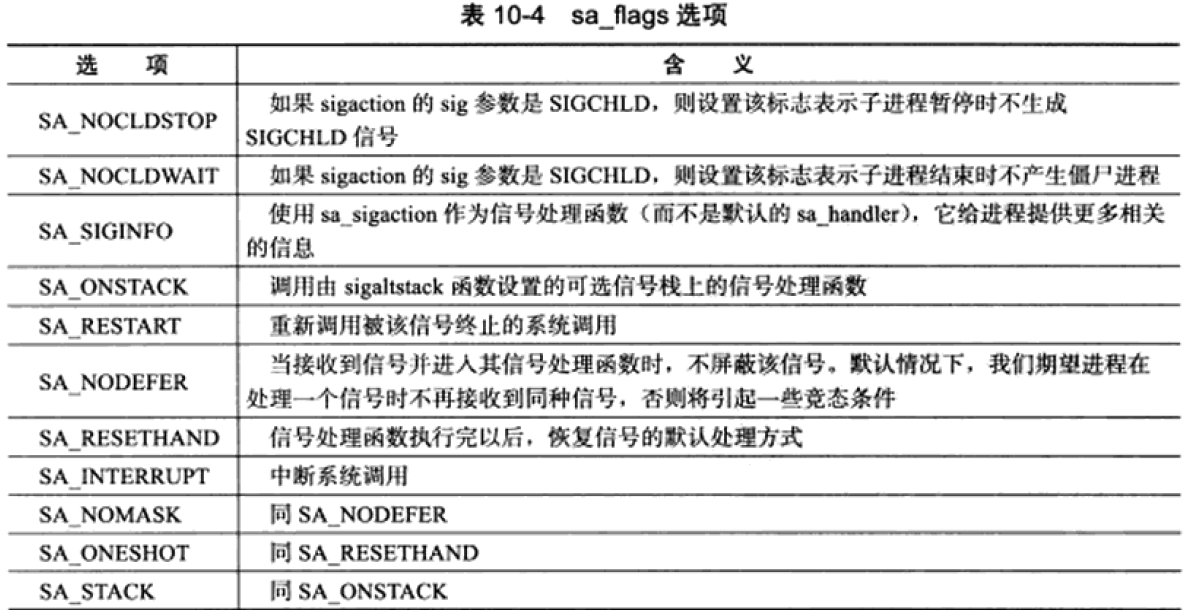 表 10-4 sa_flags 选项
选 项 含 义
SA_NOCLDSTOP 如果 sigaction 的 sig 参数是 SIGCHLD，则设置该标志表示子进程暂停时不生成
SIGCHLD 信号
SA_NOCLDWAIT 如果 sigaction 的 sig 参数是 SIGCHLD，则设置该标志表示子进程结束时不产生僵尸进程
SA_SIGINFO 使用 sa_sigaction 作为信号处理函数（而不是默认的 sa_handler），它给进程提供更多相关
的信息
SA_ONSTACK 调用由 sigaltstack 函数设置的可选信号栈上的信号处理函数
SA_RESTART 重新调用被该信号终止的系统调用
SA_NODEFER 当接收到信号并进入其信号处理函数时，不屏蔽该信号。默认情况下，我们期望进程在
处理一个信号时不再接收到同种信号，否则将引起一些竞态条件
SA_RESETHAND 信号处理函数执行完以后，恢复信号的默认处理方式
SA_INTERRUPT 中断系统调用
SA_NOMASK 同 SA_NODEFER
SA_ONESHOT 同 SA_RESETHAND
SA_STACK 同 SA_ONSTACK